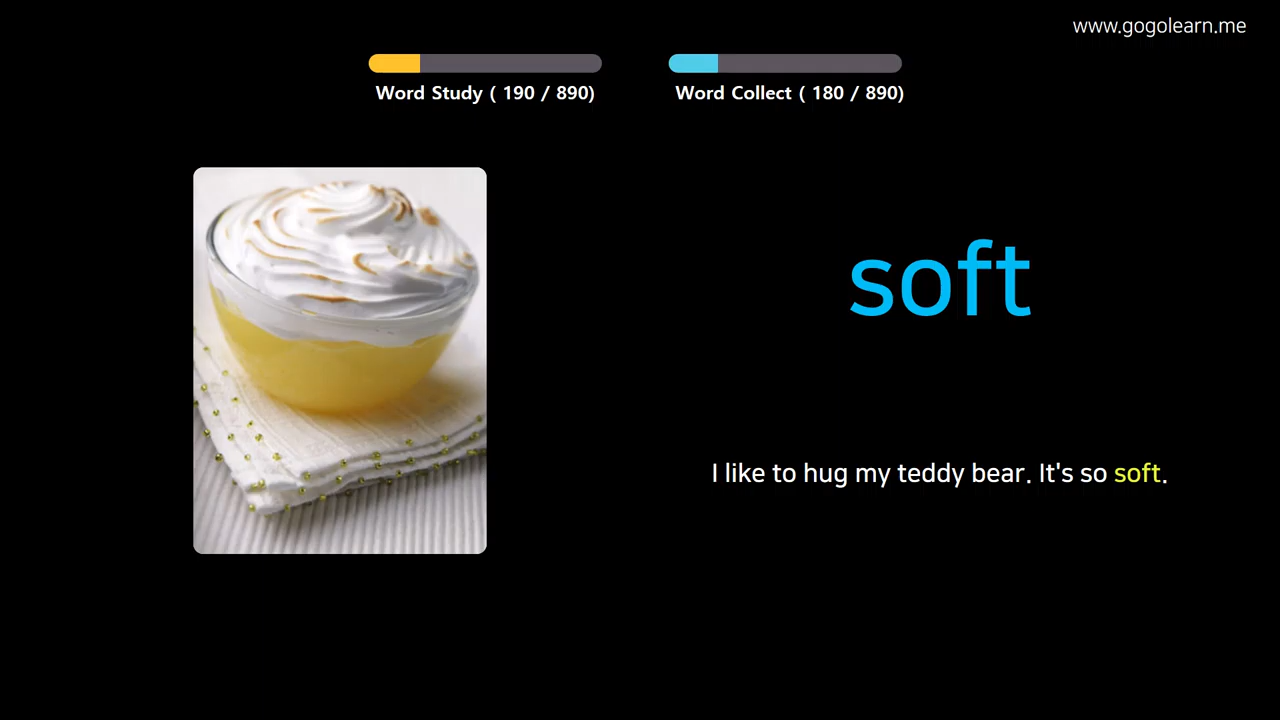 www.gogolearn.me
Word Study ( 190 / 890)
Word Collect ( 180 / 890)
soft
I like to hug my teddy bear. It's so soft.